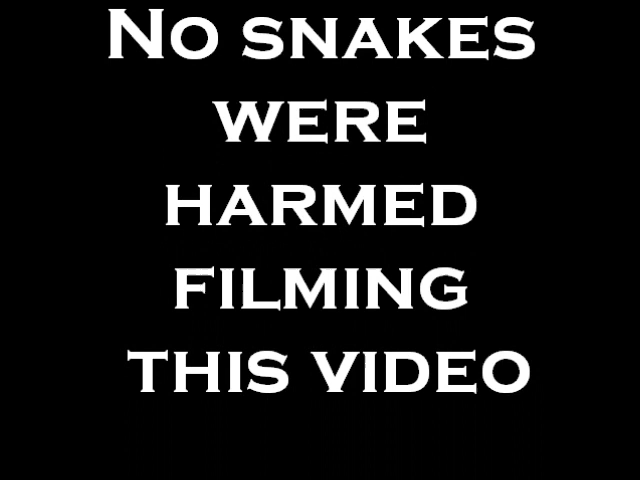 No snakes
were
harmed
filming
this video